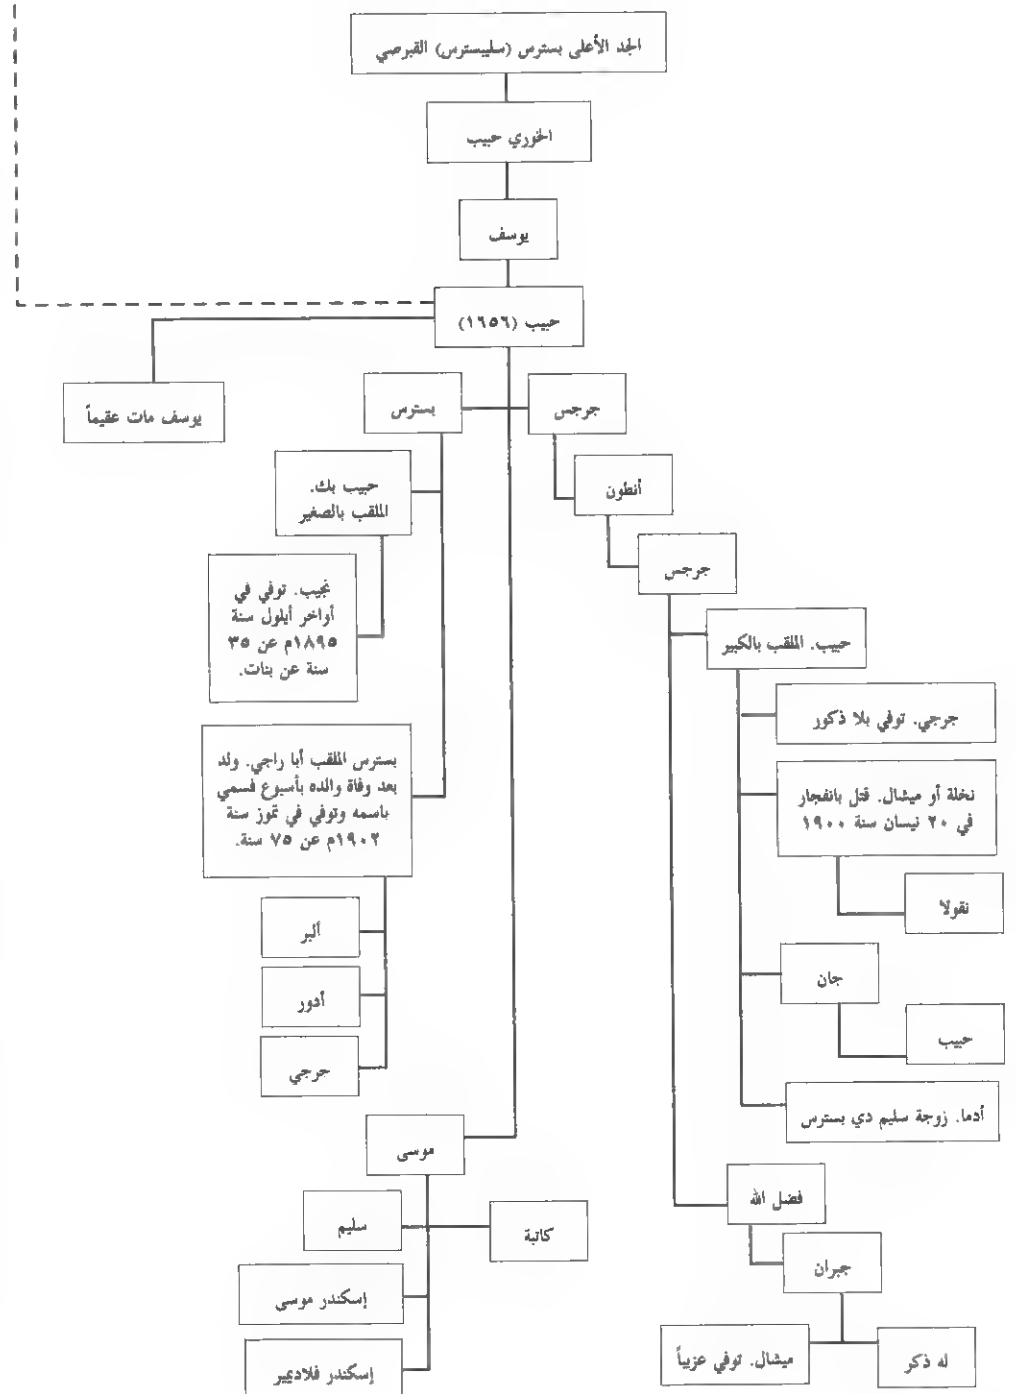 الجد الأعلى بسترس (سليبسترس) القبرصي
الخوري حبيب
يوسف
حبيب (١٦٥٦)
يوسف مات عقيماً
بسترس
جرجس
حبيب بك.
الملقب بالصغير
أنطون
جرجس
نجيب. توفي في
أواخر أيلول سنة
١٨٩٥م عن ٣٥
سنة عن بنات.
حبيب. الملقب بالكبير
جرجي. توفي بلا ذكور
بسترس الملقب أبا راجي. ولد
بعد وفاة والده بأسبوع فسمي
باسمه وتوفي في تموز سنة
١٩٠٢م عن ٧٥ سنة.
نخلة أو ميشال. قتل بانفجار
في ٢٠ نيسان سنة ١٩٠٠
نقولا
ألبر
أدور
جرجي
جان
حبيب
أدما. زوجة سليم دي بسترس
موسى
فضل الله
سليم
كاتبة
جبران
إسكندر موسى
إسكندر فلاديمير
ميشال. توفي عزيباً
له ذكر